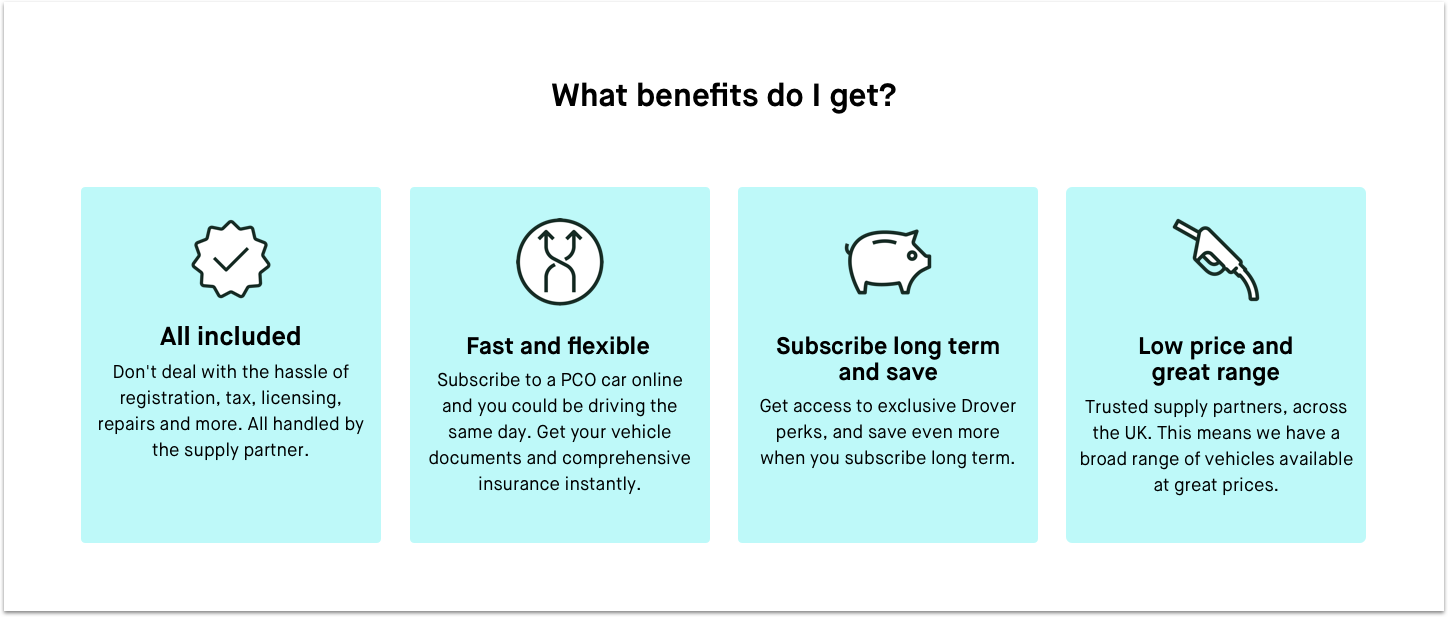 What benefits do I get?
All included
Don't deal with the hassle of
registration, tax, licensing,
repairs and more. All handled by
the supply partner.
Fast and flexible
Subscribe to a PCO car online
and you could be driving the
same day. Get your vehicle
documents and comprehensive
insurance instantly.
Subscribe long term
and save
Get access to exclusive Drover
perks, and save even more
when you subscribe long term.
Low price and
great range
Trusted supply partners, across
the UK. This means we have a
broad range of vehicles available
at great prices.